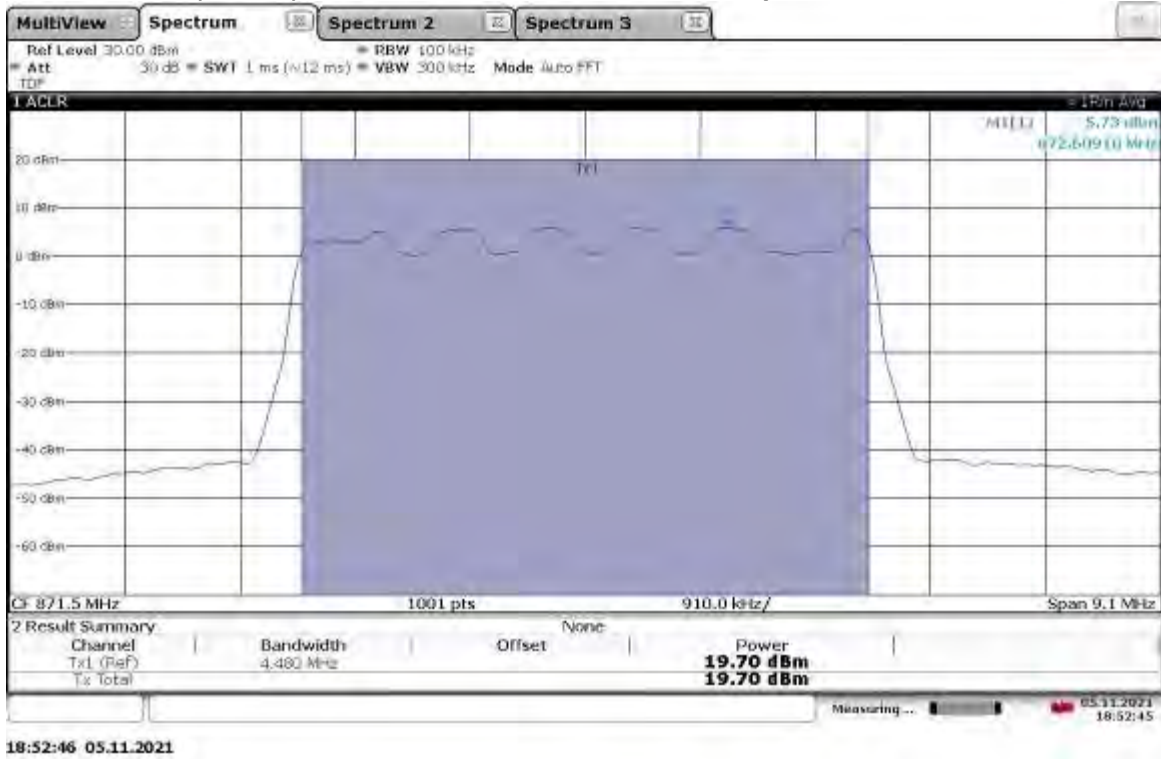 MultiView Spectrum Spectrum 2 Spectrum 3
Ref Level 30.00 dBm RBW 100 kHz
Att 30 dB SWT 1 ms (~12 ms) VBW 300 kHz Mode Auto FFT
TDF
1 ACLR 1Rm Avg
M1[1] 5.73 dBm
872.60910 MHz
Tx1
20 dBm
10 dBm
0 dBm
-10 dBm
-20 dBm
-30 dBm
-40 dBm
-50 dBm
-60 dBm
CF 871.5 MHz 1001 pts 910.0 kHz/ Span 9.1 MHz
2 Result Summary None
Channel Bandwidth Offset Power
Tx1 (Ref) 4.480 MHz 19.70 dBm
Tx Total 19.70 dBm
Measuring... 05.11.2021
18:52:45
18:52:46 05.11.2021